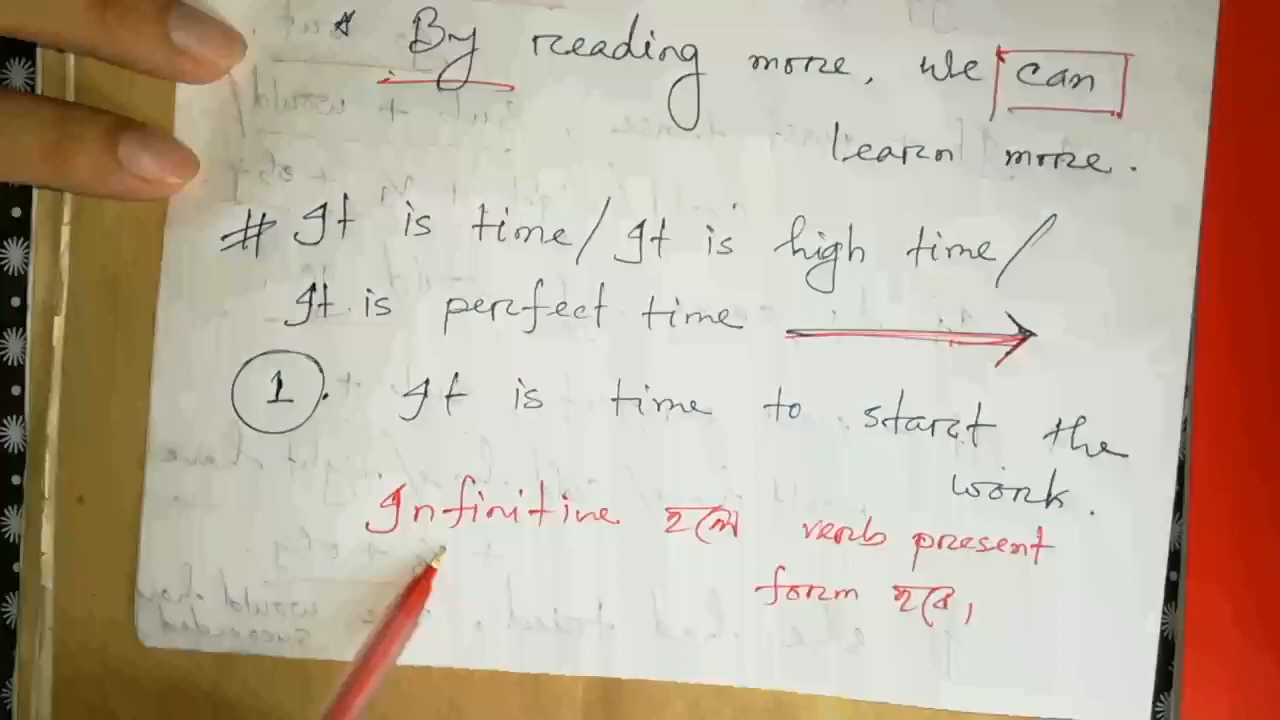 * By reading more, we can
learn more.
# It is time/ It is high time/
It is perfect time →
1. It is time to start the
work.
Infinitive হলে verb present
form হবে,